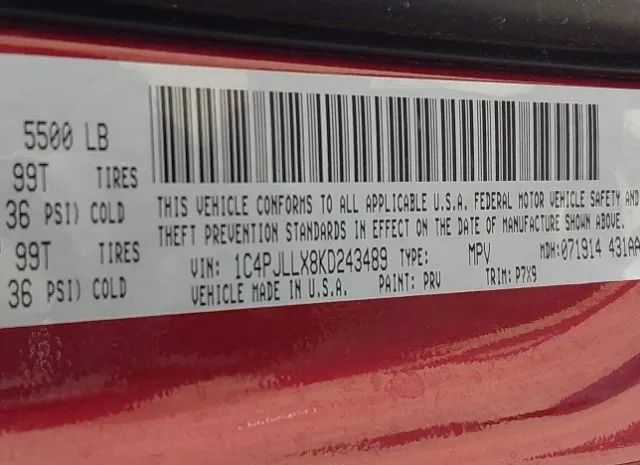 5500 LB
99T TIRES
36 PSI) COLD
99T TIRES
36 PSI) COLD
THIS VEHICLE CONFORMS TO ALL APPLICABLE U.S.A. FEDERAL MOTOR VEHICLE SAFETY AND
THEFT PREVENTION STANDARDS IN EFFECT ON THE DATE OF MANUFACTURE SHOWN ABOVE.
VIN: 1C4PJLLX8KD243489 TYPE: MPV MDH:071914 431AA
VEHICLE MADE IN U.S.A. PAINT: PRV TRIM: P7X9